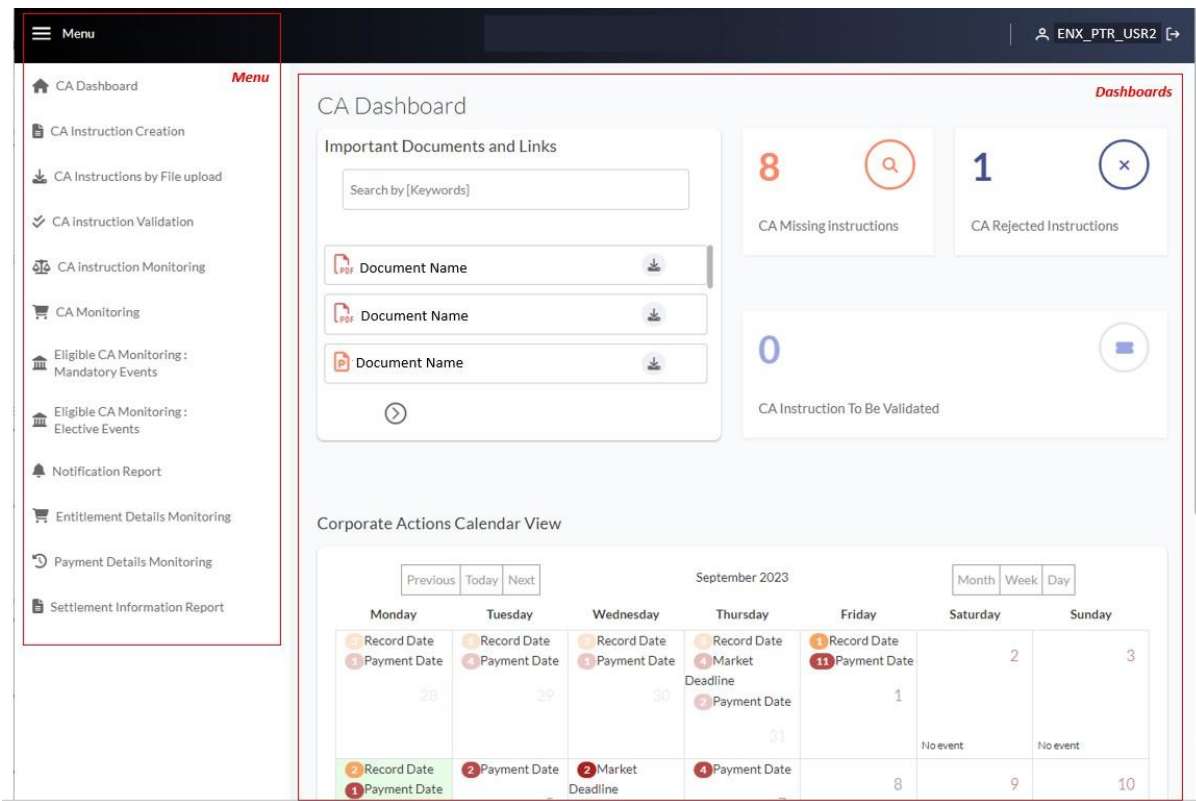 Menu
ENX_PTR_USR2
Menu
CA Dashboard
CA Instruction Creation
CA Instructions by File upload
CA instruction Validation
CA instruction Monitoring
CA Monitoring
Eligible CA Monitoring :
Mandatory Events
Eligible CA Monitoring :
Elective Events
Notification Report
Entitlement Details Monitoring
Payment Details Monitoring
Settlement Information Report
Dashboards
CA Dashboard
Important Documents and Links
Search by [Keywords]
PDF Document Name
PDF Document Name
P Document Name
8
CA Missing instructions
1
CA Rejected Instructions
0
CA Instruction To Be Validated
Corporate Actions Calendar View
Previous Today Next
September 2023
Month Week Day
Monday Tuesday Wednesday Thursday Friday Saturday Sunday
Record Date
1 Payment Date
28
Record Date
4 Payment Date
29
Record Date
1 Payment Date
30
Record Date
4 Market
Deadline
2 Payment Date
31
1 Record Date
11 Payment Date
1
2
No event
3
No event
2 Record Date
1 Payment Date
2 Payment Date
2 Market
Deadline
4 Payment Date
8
9
10